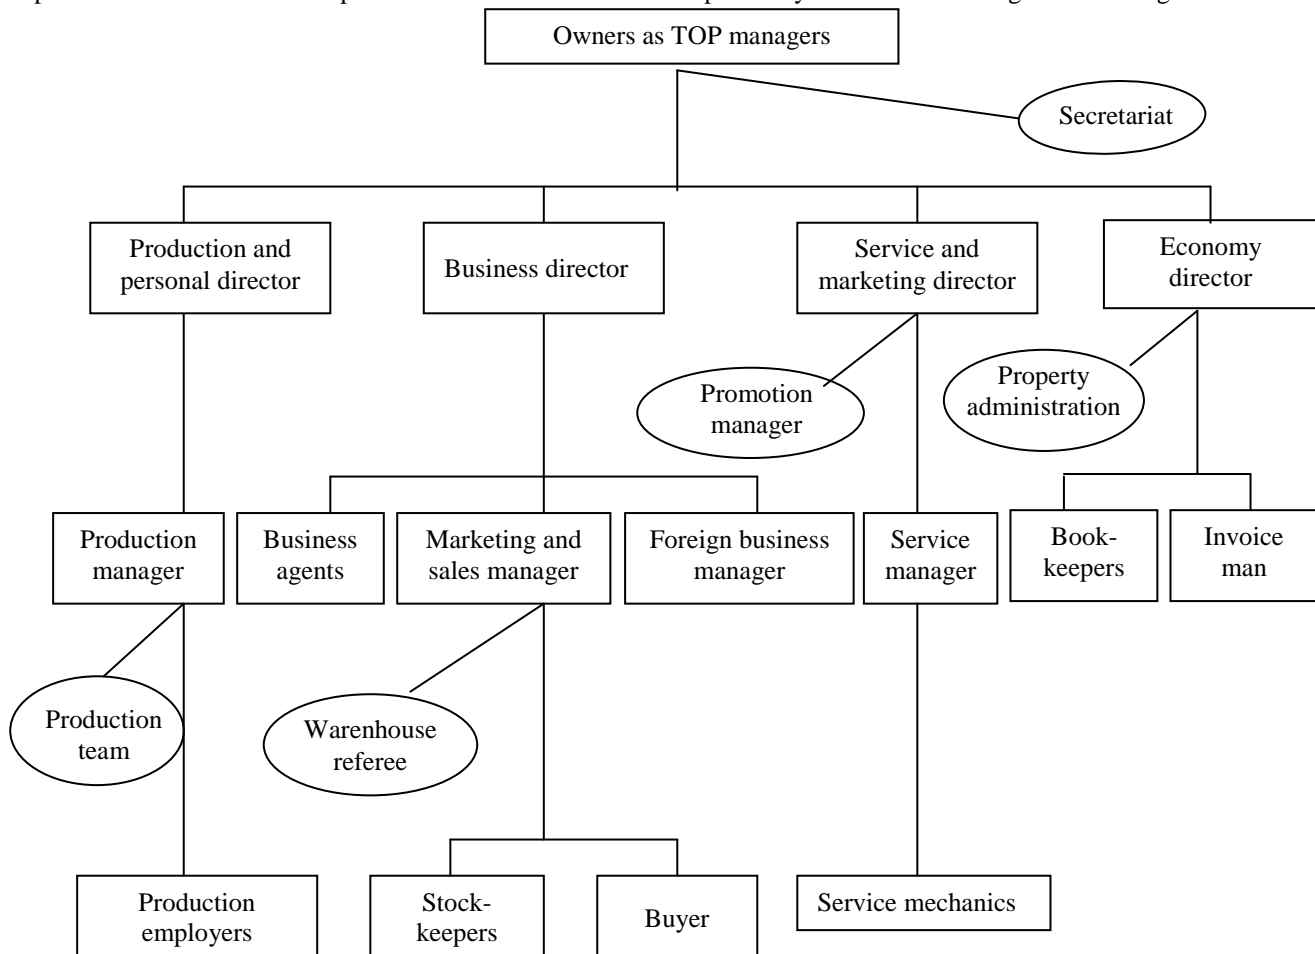 Owners as TOP managers
Secretariat
Production and
personal director
Business director
Service and
marketing director
Economy
director
Promotion
manager
Property
administration
Production
manager
Business
agents
Marketing and
sales manager
Foreign business
manager
Service
manager
Book-
keepers
Invoice
man
Production
team
Warenhouse
referee
Production
employers
Stock-
keepers
Buyer
Service mechanics